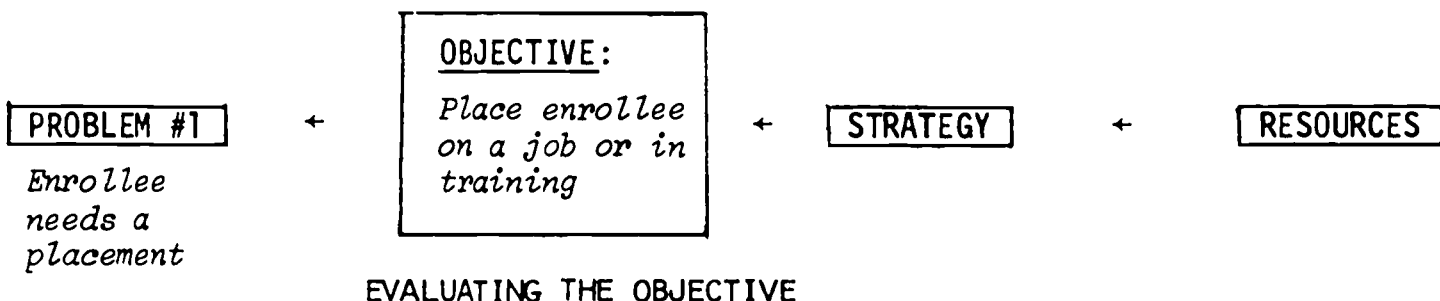 PROBLEM #1 ← OBJECTIVE: ← STRATEGY ← RESOURCES
Place enrollee
on a job or in
training
Enrollee
needs a
placement
EVALUATING THE OBJECTIVE